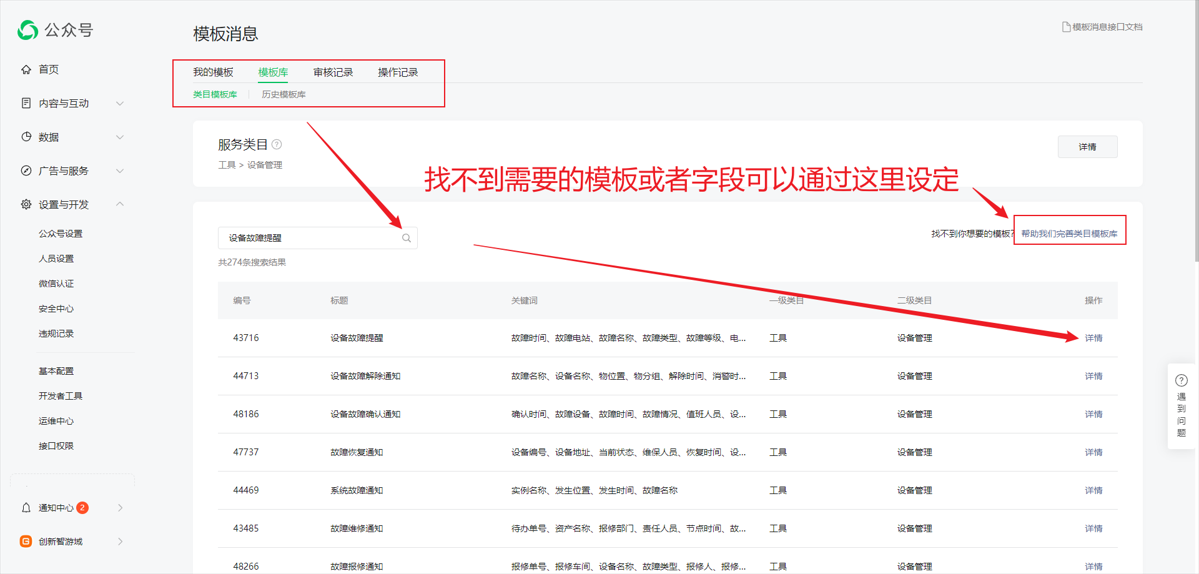 公众号
模板消息
模板消息接口文档
首页
内容与互动
数据
广告与服务
设置与开发
公众号设置
人员设置
微信认证
安全中心
违规记录
基本配置
开发者工具
运维中心
接口权限
通知中心 2
创新智游域
我的模板 模板库 审核记录 操作记录
类目模板库 历史模板库
服务类目 ?
工具 > 设备管理
详情
找不到需要的模板或者字段可以通过这里设定
设备故障提醒
找不到你想要的模板? 帮助我们完善类目模板库
共274条搜索结果
编号 标题 关键词 一级类目 二级类目 操作
43716 设备故障提醒 故障时间、故障电站、故障名称、故障类型、故障等级、电... 工具 设备管理 详情
44713 设备故障解除通知 故障名称、设备名称、物位置、物分组、解除时间、消警时... 工具 设备管理 详情
48186 设备故障确认通知 确认时间、故障设备、故障时间、故障情况、值班人员、设... 工具 设备管理 详情
47737 故障恢复通知 设备编号、设备地址、当前状态、维保人员、恢复时间、设... 工具 设备管理 详情
44469 系统故障通知 实例名称、发生位置、发生时间、故障名称 工具 设备管理 详情
43485 故障维修通知 待办单号、资产名称、报修部门、责任人员、节点时间、故... 工具 设备管理 详情
48266 故障报修通知 报修单号、报修车间、设备名称、故障类型、报修人、报修... 工具 设备管理 详情
?
遇
到
问
题